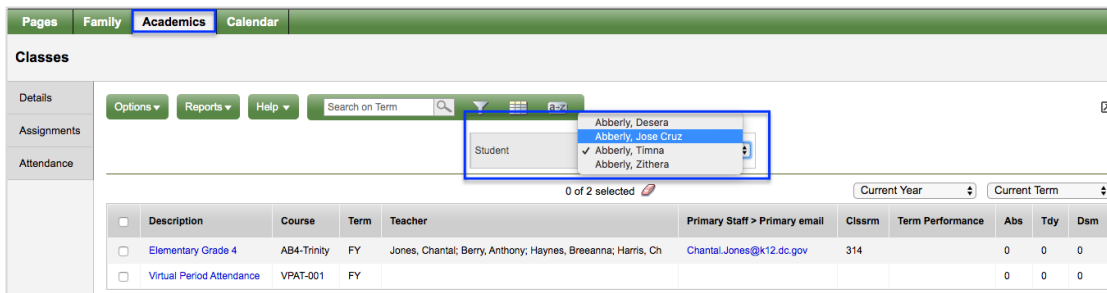 Pages Family Academics Calendar
Classes
Details
Assignments
Attendance
Options Reports Help Search on Term a-z
Student
Abberly, Desera
Abberly, Jose Cruz
✓ Abberly, Timna
Abberly, Zithera
0 of 2 selected Current Year Current Term
Description Course Term Teacher Primary Staff > Primary email Clssrm Term Performance Abs Tdy Dsm
Elementary Grade 4 AB4-Trinity FY Jones, Chantal; Berry, Anthony; Haynes, Breeanna; Harris, Ch Chantal.Jones@k12.dc.gov 314 0 0 0
Virtual Period Attendance VPAT-001 FY 0 0 0